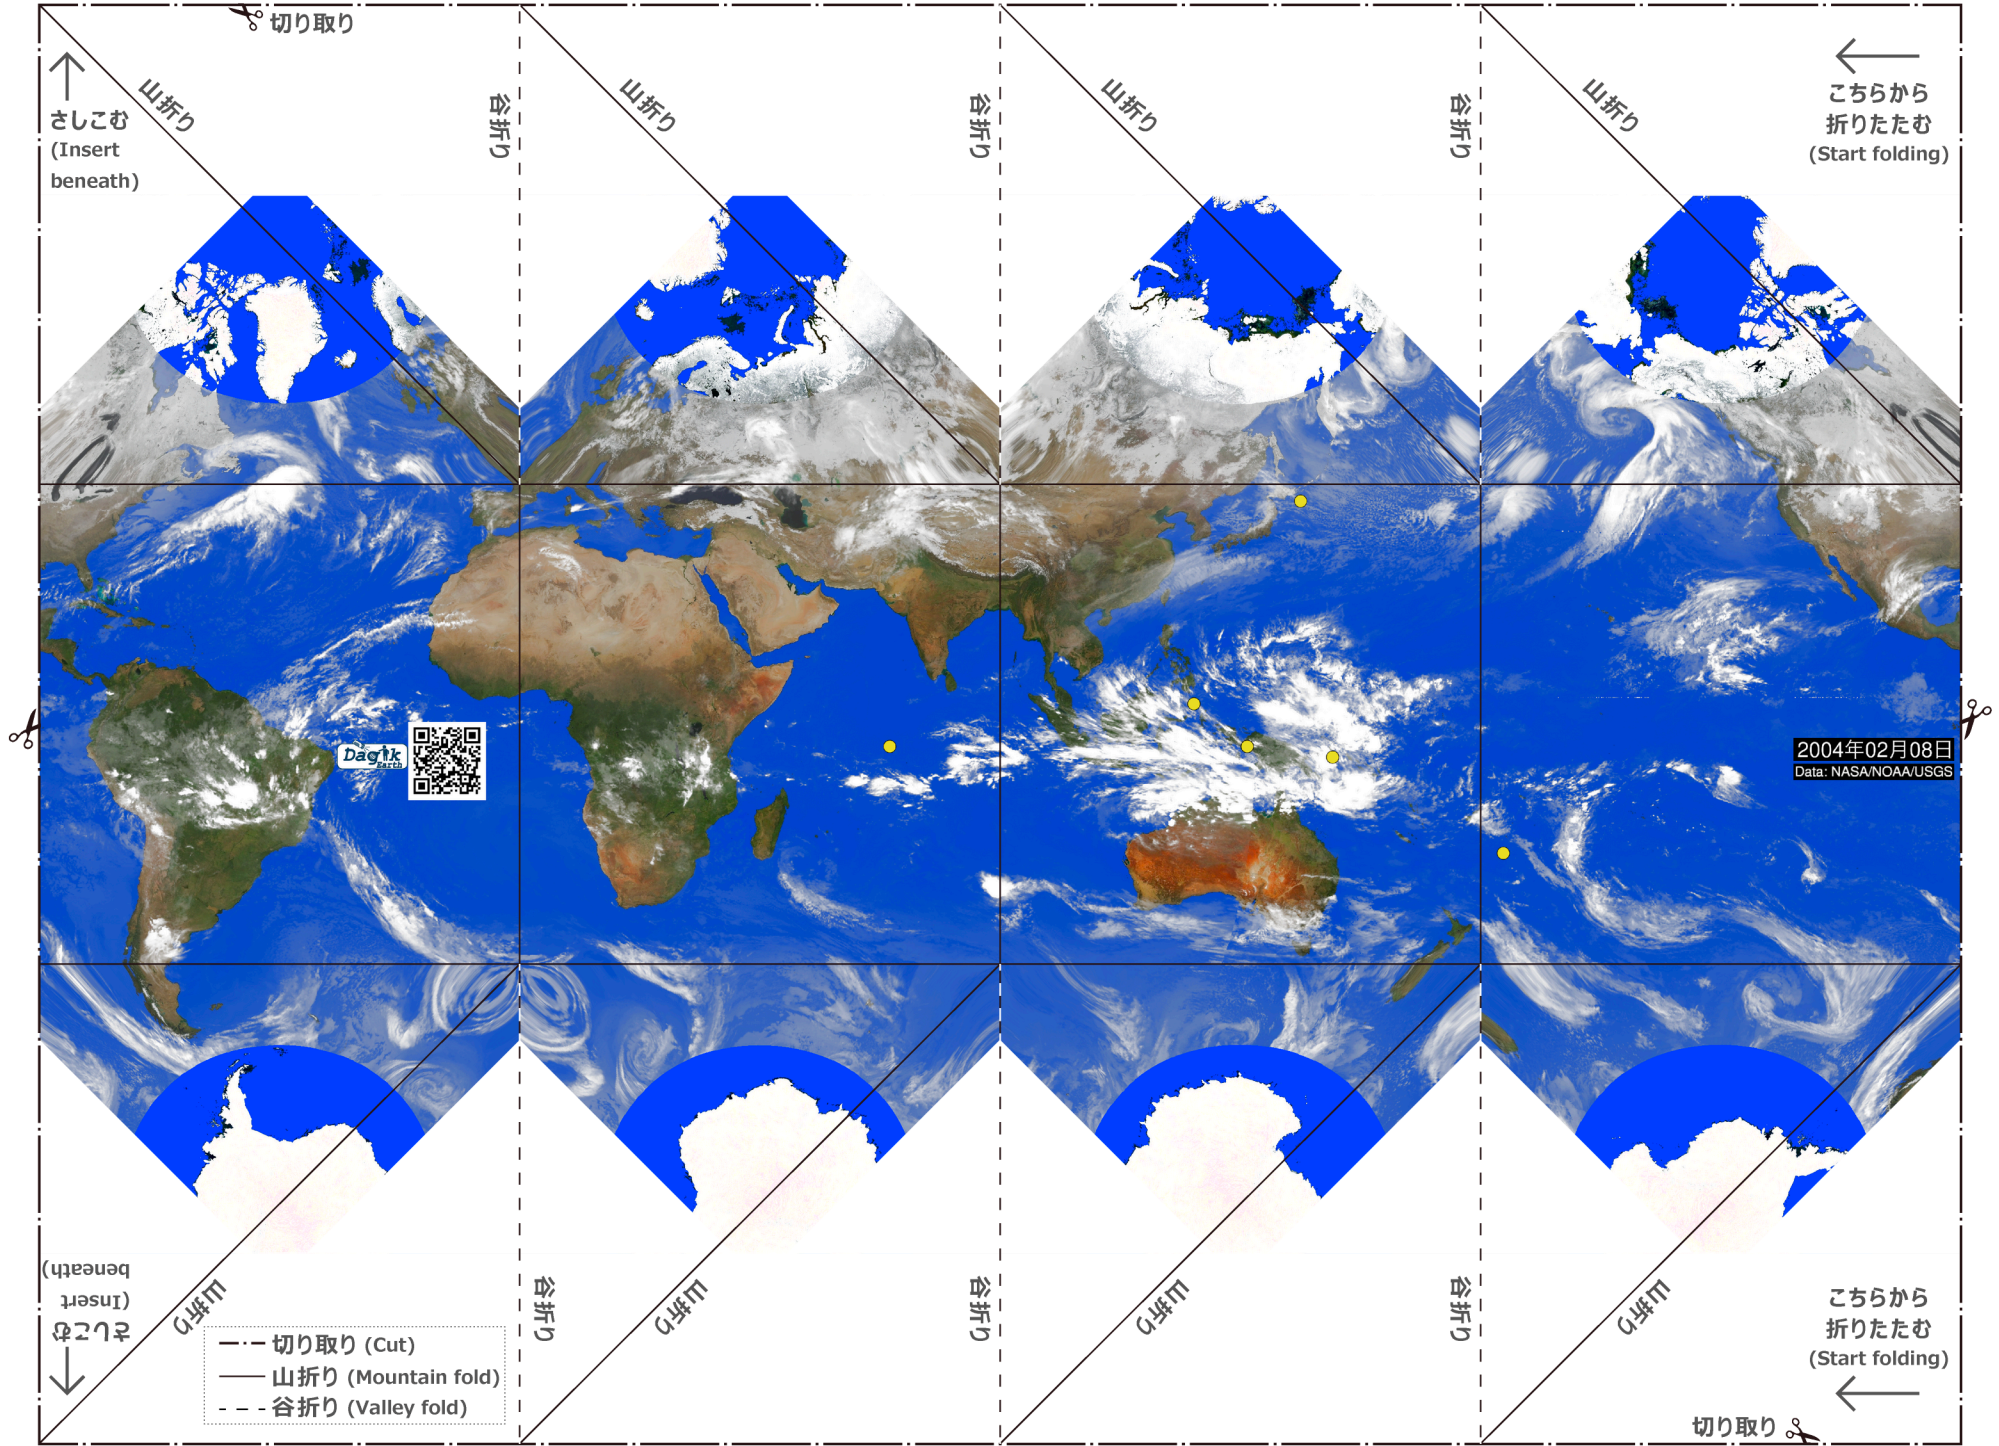 切り取り
さしこむ
(Insert
beneath)
山折り
谷折り
山折り
谷折り
山折り
谷折り
山折り
こちらから
折りたたむ
(Start folding)
Dagik
Earth
2004年02月08日
Data: NASA/NOAA/USGS
さしこむ
(Insert
beneath)
山折り
谷折り
山折り
谷折り
山折り
谷折り
山折り
こちらから
折りたたむ
(Start folding)
切り取り (Cut)
山折り (Mountain fold)
谷折り (Valley fold)
切り取り